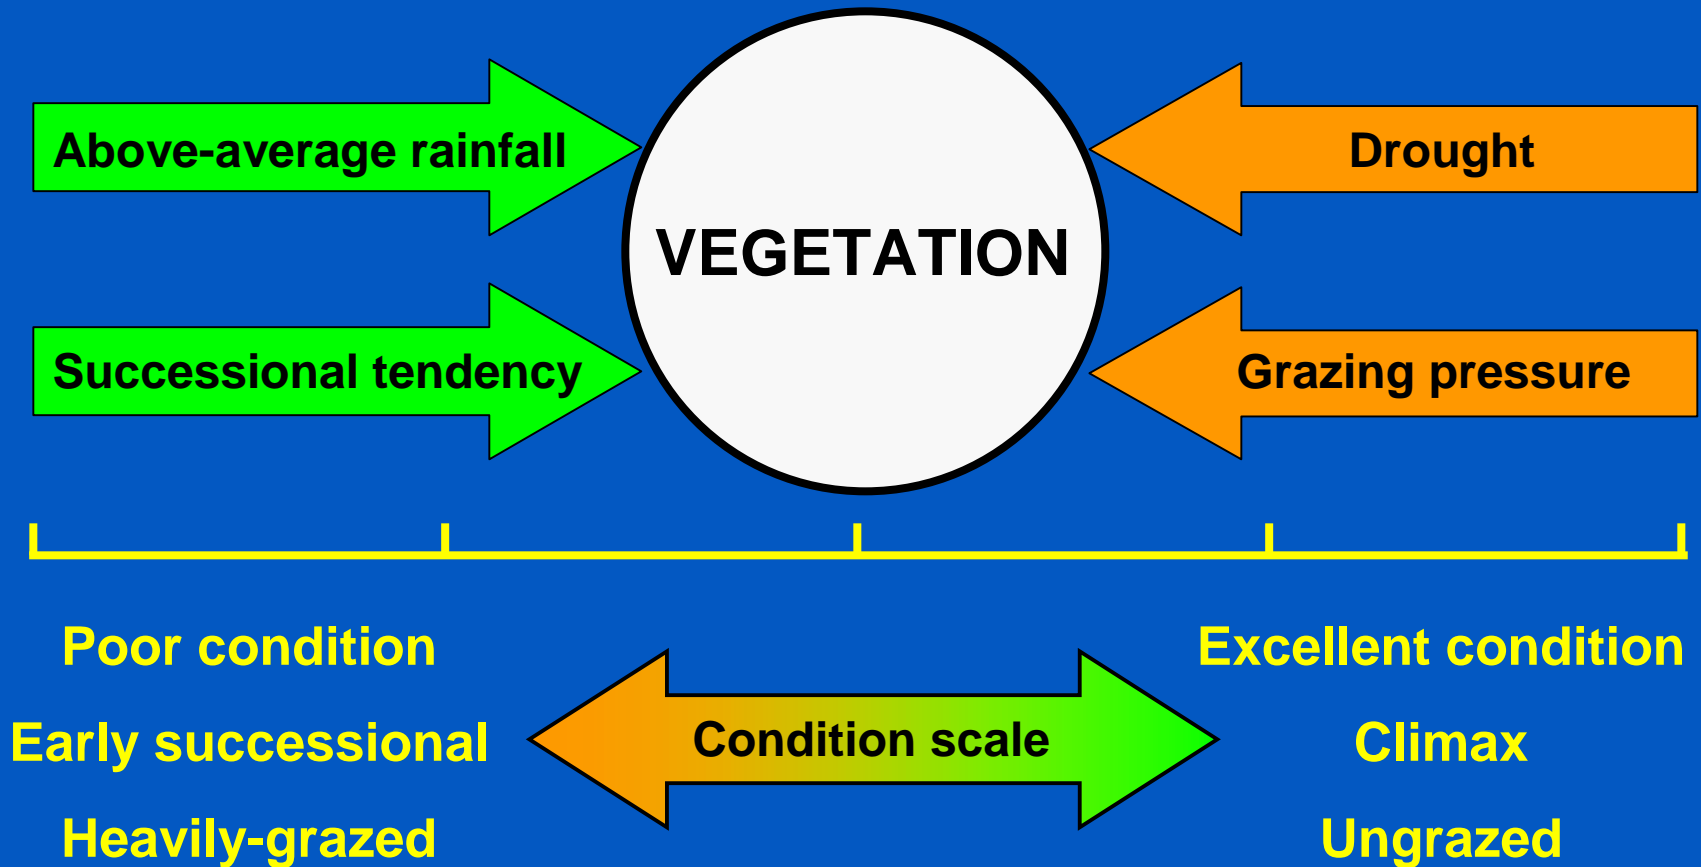 Above-average rainfall
Drought
VEGETATION
Successional tendency
Grazing pressure
Poor condition
Excellent condition
Early successional
Condition scale
Climax
Heavily-grazed
Ungrazed